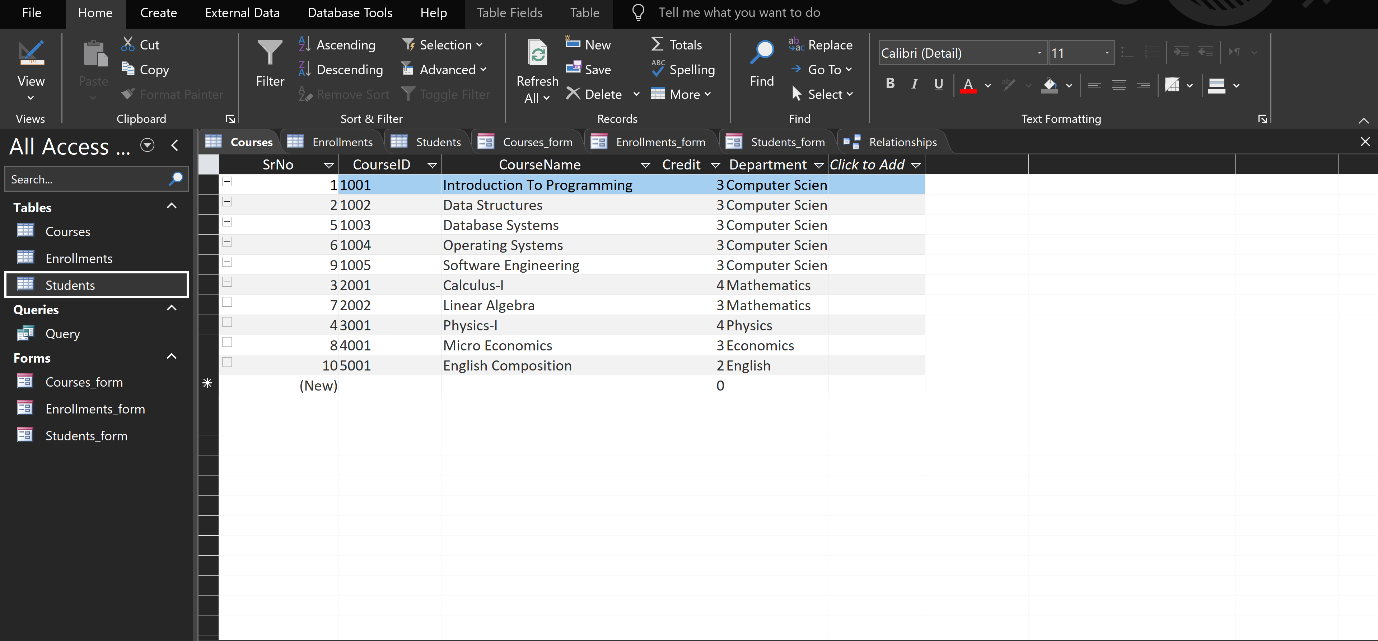 File Home Create External Data Database Tools Help Table Fields Table Tell me what you want to do
Cut Ascending Selection New Totals Replace Calibri (Detail) 11
View Paste Copy Filter Descending Advanced Refresh All Save Spelling Find Go To B I U A
Format Painter Remove Sort Toggle Filter Delete More Select
Views Clipboard Sort & Filter Records Find Text Formatting
All Access ... Courses Enrollments Students Courses_form Enrollments_form Students_form Relationships
Search...
Tables
Courses
Enrollments
Students
Queries
Query
Forms
Courses_form
Enrollments_form
Students_form
SrNo CourseID CourseName Credit Department Click to Add
1 1001 Introduction To Programming 3 Computer Scien
2 1002 Data Structures 3 Computer Scien
5 1003 Database Systems 3 Computer Scien
6 1004 Operating Systems 3 Computer Scien
9 1005 Software Engineering 3 Computer Scien
3 2001 Calculus-I 4 Mathematics
7 2002 Linear Algebra 3 Mathematics
4 3001 Physics-I 4 Physics
8 4001 Micro Economics 3 Economics
10 5001 English Composition 2 English
(New) 0